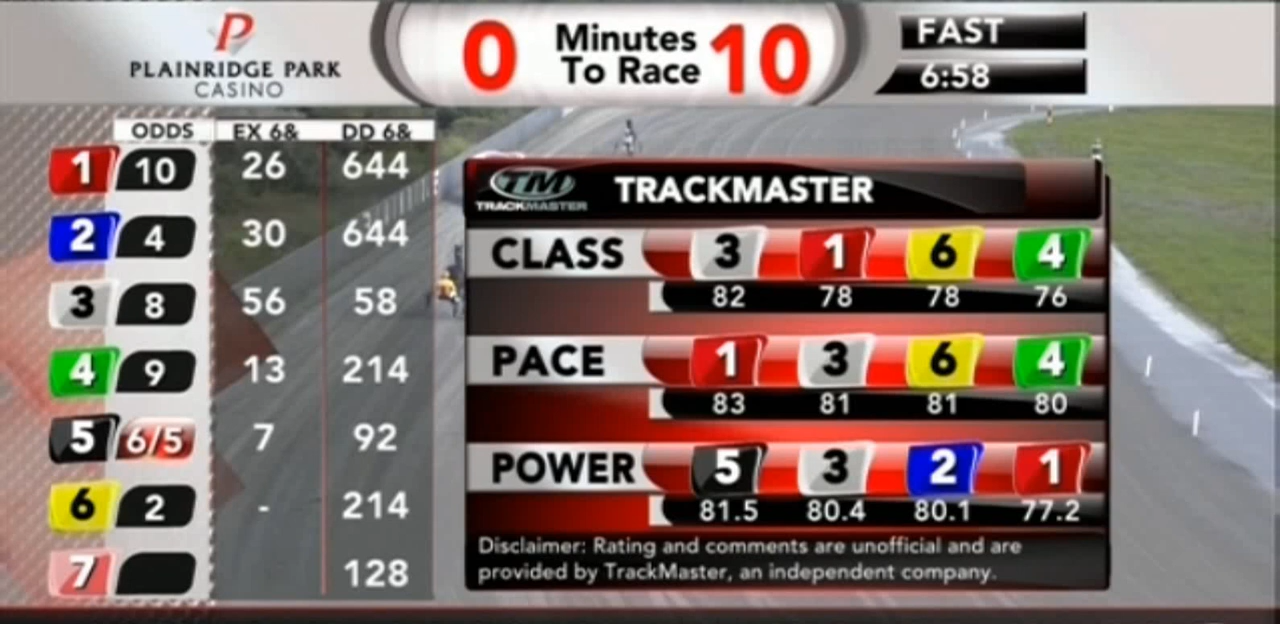 P
PLAINRIDGE PARK
CASINO
0 Minutes To Race 10
FAST
6:58
ODDS EX 6& DD 6&
1 10 26 644
2 4 30 644
3 8 56 58
4 9 13 214
5 6/5 7 92
6 2 - 214
7 128
TM
TRACKMASTER
TRACKMASTER
CLASS 3 1 6 4
82 78 78 76
PACE 1 3 6 4
83 81 81 80
POWER 5 3 2 1
81.5 80.4 80.1 77.2
Disclaimer: Rating and comments are unofficial and are
provided by TrackMaster, an independent company.